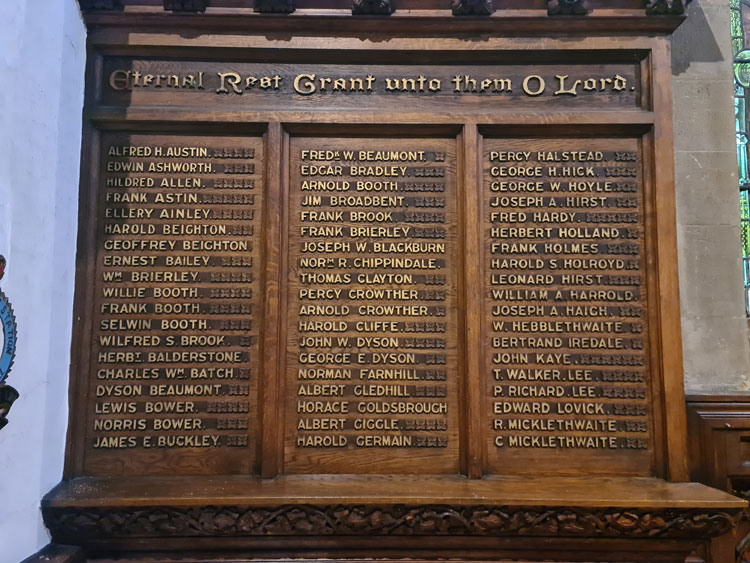 Eternal Rest Grant unto them O Lord.
ALFRED H. AUSTIN.
EDWIN ASHWORTH.
HILDRED ALLEN.
FRANK ASTIN.
ELLERY AINLEY.
HAROLD BEIGHTON.
GEOFFREY BEIGHTON
ERNEST BAILEY.
WM BRIERLEY.
WILLIE BOOTH.
FRANK BOOTH.
SELWIN BOOTH.
WILFRED S. BROOK.
HERBT. BALDERSTONE.
CHARLES WM. BATCH.
DYSON BEAUMONT.
LEWIS BOWER.
NORRIS BOWER.
JAMES E. BUCKLEY.
FREDK W. BEAUMONT.
EDGAR BRADLEY.
ARNOLD BOOTH.
JIM BROADBENT.
FRANK BROOK.
FRANK BRIERLEY.
JOSEPH W. BLACKBURN
NORM R. CHIPPINDALE.
THOMAS CLAYTON.
PERCY CROWTHER.
ARNOLD CROWTHER.
HAROLD CLIFFE.
JOHN W. DYSON.
GEORGE E. DYSON.
NORMAN FARNHILL.
ALBERT GLEDHILL.
HORACE GOLDSBROUGH
ALBERT GIGGLE.
HAROLD GERMAIN.
PERCY HALSTEAD.
GEORGE H. HICK.
GEORGE W. HOYLE.
JOSEPH A. HIRST.
FRED HARDY.
HERBERT HOLLAND.
FRANK HOLMES.
HAROLD S. HOLROYD.
LEONARD HIRST.
WILLIAM A HARROLD.
JOSEPH A. HAIGH.
W. HEBBLETHWAITE.
BERTRAND IREDALE.
JOHN KAYE.
T. WALKER. LEE.
P. RICHARD. LEE.
EDWARD LOVICK.
R. MICKLETHWAITE
C MICKLETHWAITE